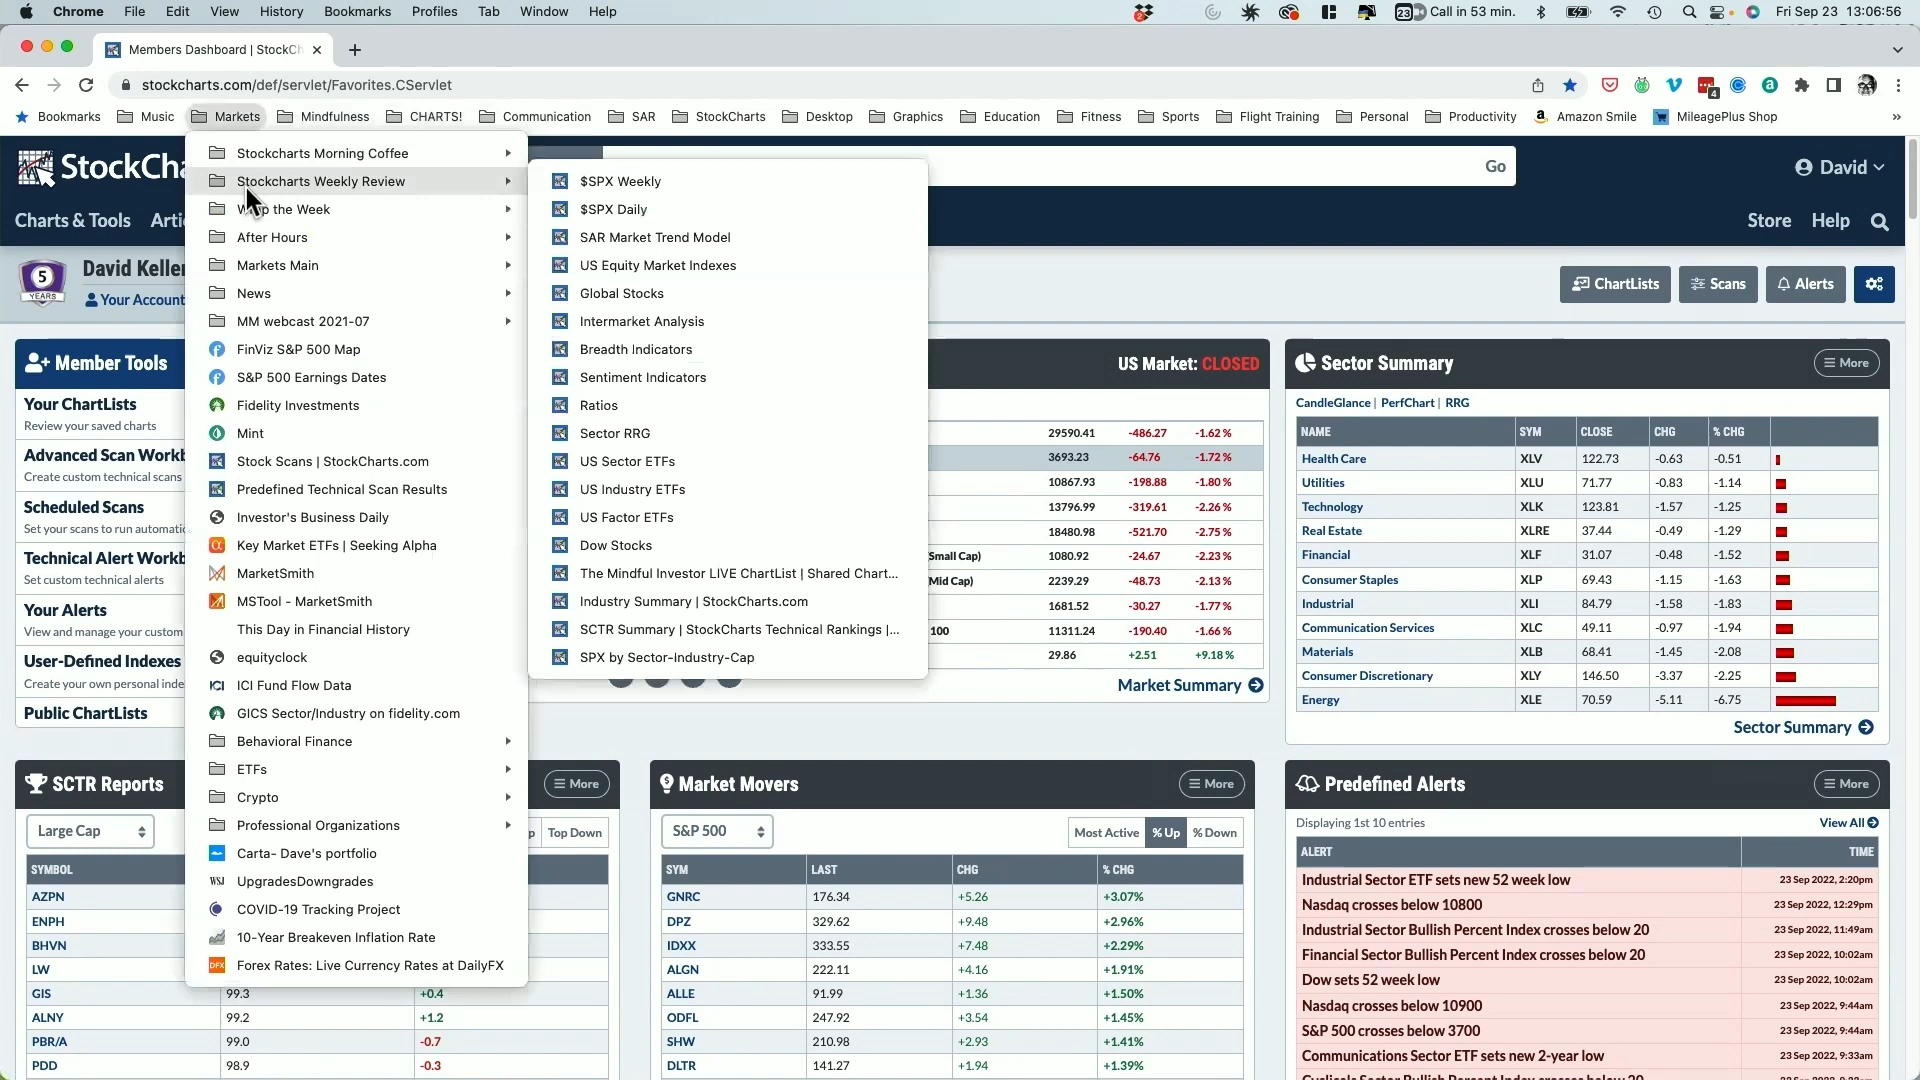 Chrome File Edit View History Bookmarks Profiles Tab Window Help 23 Call in 53 min. Fri Sep 23 13:06:56
Members Dashboard | StockCh
stockcharts.com/def/servlet/Favorites.CServlet 4
Bookmarks Music Markets Mindfulness CHARTS! Communication SAR StockCharts Desktop Graphics Education Fitness Sports Flight Training Personal Productivity Amazon Smile MileagePlus Shop »
StockCha
Go
David
Charts & Tools Arti
Store Help
5 YEARS
David Keller
Your Account
ChartLists Scans Alerts
Stockcharts Morning Coffee
Stockcharts Weekly Review
Wrap the Week
After Hours
Markets Main
News
MM webcast 2021-07
FinViz S&P 500 Map
S&P 500 Earnings Dates
Fidelity Investments
Mint
Stock Scans | StockCharts.com
Predefined Technical Scan Results
Investor's Business Daily
Key Market ETFs | Seeking Alpha
MarketSmith
MSTool - MarketSmith
This Day in Financial History
equityclock
ICI Fund Flow Data
GICS Sector/Industry on fidelity.com
Behavioral Finance
ETFs
Crypto
Professional Organizations
Carta- Dave's portfolio
WSJ UpgradesDowngrades
COVID-19 Tracking Project
10-Year Breakeven Inflation Rate
DFX Forex Rates: Live Currency Rates at DailyFX
$SPX Weekly
$SPX Daily
SAR Market Trend Model
US Equity Market Indexes
Global Stocks
Intermarket Analysis
Breadth Indicators
Sentiment Indicators
Ratios
Sector RRG
US Sector ETFs
US Industry ETFs
US Factor ETFs
Dow Stocks
The Mindful Investor LIVE ChartList | Shared Chart...
Industry Summary | StockCharts.com
SCTR Summary | StockCharts Technical Rankings |...
SPX by Sector-Industry-Cap
Member Tools
Your ChartLists
Review your saved charts
Advanced Scan Workb
Create custom technical scans
Scheduled Scans
Set your scans to run automatic
Technical Alert Workb
Set custom technical alerts
Your Alerts
View and manage your custom
User-Defined Indexes
Create your own personal inde
Public ChartLists
US Market: CLOSED
29590.41 -486.27 -1.62 %
3693.23 -64.76 -1.72 %
10867.93 -198.88 -1.80 %
13796.99 -319.61 -2.26 %
18480.98 -521.70 -2.75 %
Small Cap) 1080.92 -24.67 -2.23 %
Mid Cap) 2239.29 -48.73 -2.13 %
1681.52 -30.27 -1.77 %
100 11311.24 -190.40 -1.66 %
29.86 +2.51 +9.18 %
Market Summary
Sector Summary More
CandleGlance | PerfChart | RRG
NAME SYM CLOSE CHG % CHG
Health Care XLV 122.73 -0.63 -0.51
Utilities XLU 71.77 -0.83 -1.14
Technology XLK 123.81 -1.57 -1.25
Real Estate XLRE 37.44 -0.49 -1.29
Financial XLF 31.07 -0.48 -1.52
Consumer Staples XLP 69.43 -1.15 -1.63
Industrial XLI 84.79 -1.58 -1.83
Communication Services XLC 49.11 -0.97 -1.94
Materials XLB 68.41 -1.45 -2.08
Consumer Discretionary XLY 146.50 -3.37 -2.25
Energy XLE 70.59 -5.11 -6.75
Sector Summary
SCTR Reports More
Large Cap p Top Down
SYMBOL
AZPN
ENPH
BHVN
LW
GIS 99.3 +0.4
ALNY 99.2 +1.2
PBR/A 99.0 -0.7
PDD 98.9 -0.3
Market Movers More
S&P 500 Most Active % Up % Down
SYM LAST CHG % CHG
GNRC 176.34 +5.26 +3.07%
DPZ 329.62 +9.48 +2.96%
IDXX 333.55 +7.48 +2.29%
ALGN 222.11 +4.16 +1.91%
ALLE 91.99 +1.36 +1.50%
ODFL 247.92 +3.54 +1.45%
SHW 210.98 +2.93 +1.41%
DLTR 141.27 +1.94 +1.39%
Predefined Alerts More
Displaying 1st 10 entries View All
ALERT TIME
Industrial Sector ETF sets new 52 week low 23 Sep 2022, 2:20pm
Nasdaq crosses below 10800 23 Sep 2022, 12:29pm
Industrial Sector Bullish Percent Index crosses below 20 23 Sep 2022, 11:49am
Financial Sector Bullish Percent Index crosses below 20 23 Sep 2022, 10:02am
Dow sets 52 week low 23 Sep 2022, 10:02am
Nasdaq crosses below 10900 23 Sep 2022, 9:44am
S&P 500 crosses below 3700 23 Sep 2022, 9:44am
Communications Sector ETF sets new 2-year low 23 Sep 2022, 9:33am